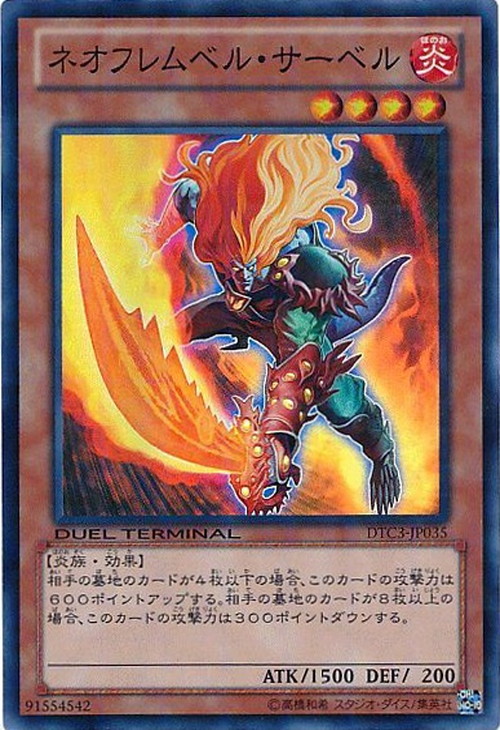 ネオフレムベル・サーベル
炎
DUEL TERMINAL
DTC3-JP035
【炎族・効果】
相手の墓地のカードが4枚以下の場合、このカードの攻撃力は
600ポイントアップする。相手の墓地のカードが8枚以上の
場合、このカードの攻撃力は300ポイントダウンする。
ATK/1500 DEF/ 200
91554542
©高橋和希 スタジオ・ダイス/集英社